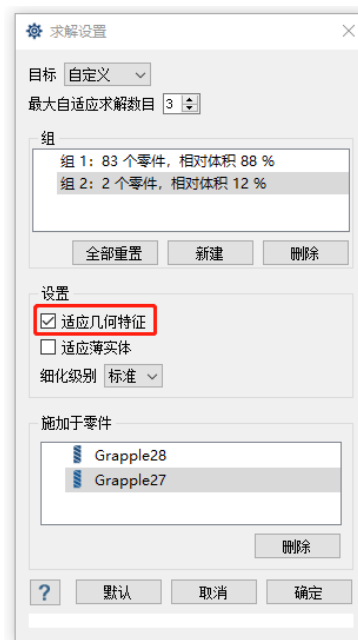 求解设置
目标 自定义
最大自适应求解数目 3
组
组 1：83 个零件，相对体积 88 %
组 2：2 个零件，相对体积 12 %
全部重置 新建 删除
设置
适应几何特征
适应薄实体
细化级别 标准
施加于零件
Grapple28
Grapple27
删除
? 默认 取消 确定